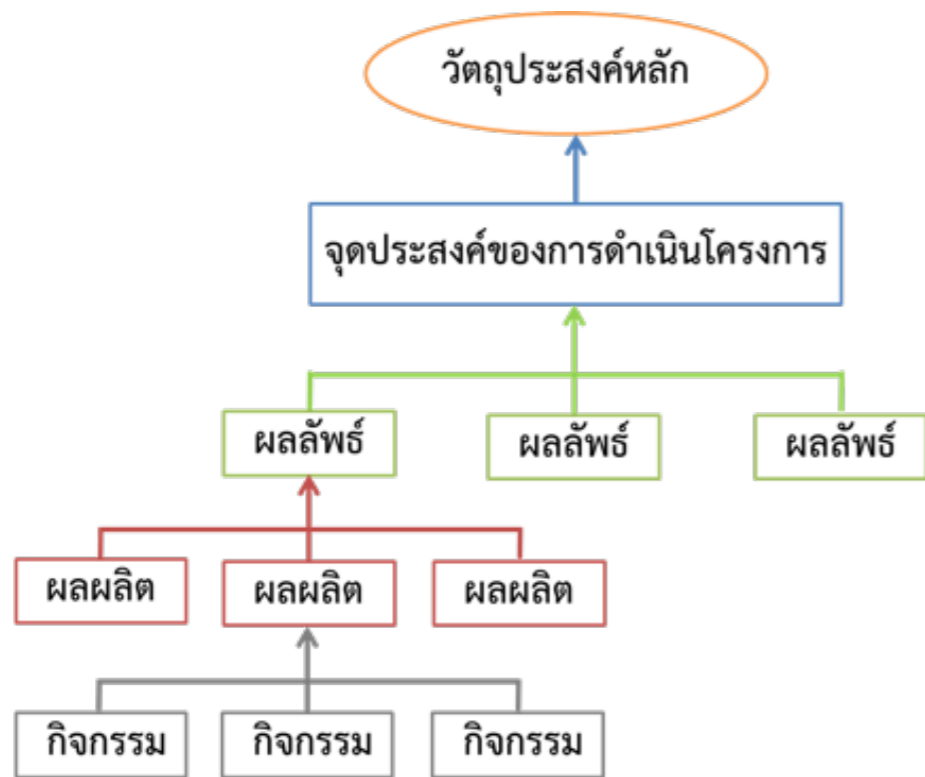 วัตถุประสงค์หลัก
จุดประสงค์ของการดำเนินโครงการ
ผลลัพธ์
ผลลัพธ์
ผลลัพธ์
ผลผลิต
ผลผลิต
ผลผลิต
กิจกรรม
กิจกรรม
กิจกรรม